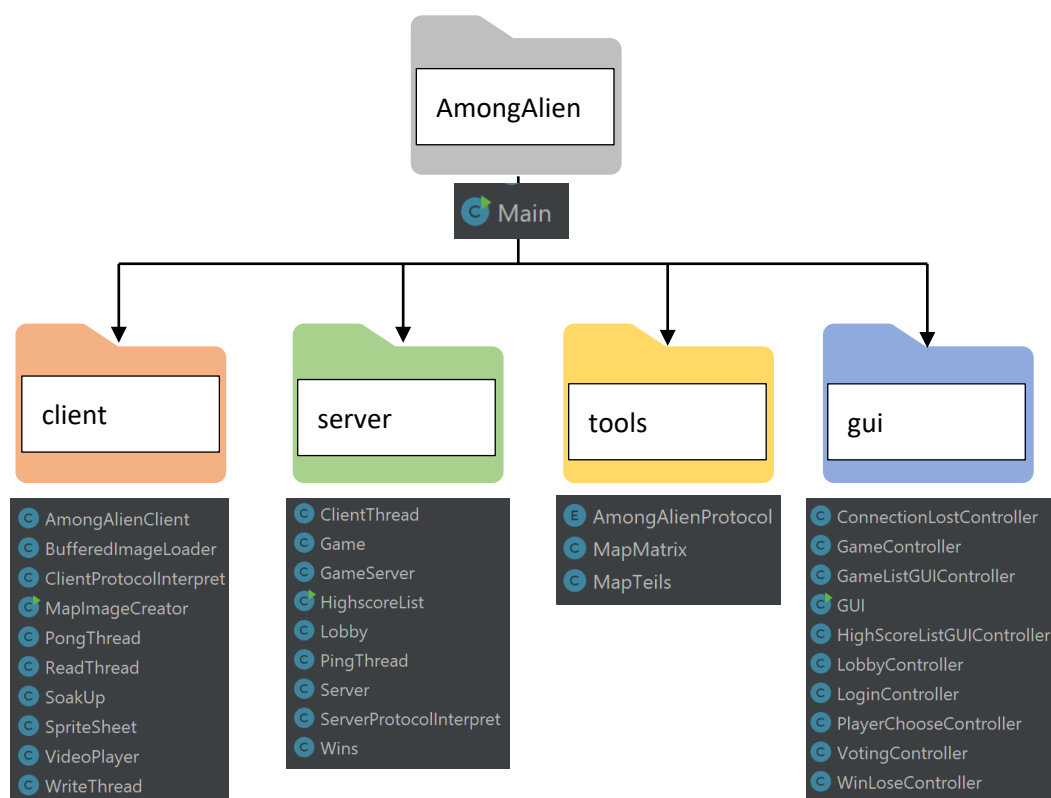 AmongAlien
Main
client
server
tools
gui
AmongAlienClient
BufferedImageLoader
ClientProtocolInterpret
MapImageCreator
PongThread
ReadThread
SoakUp
SpriteSheet
VideoPlayer
WriteThread
ClientThread
Game
GameServer
HighscoreList
Lobby
PingThread
Server
ServerProtocolInterpret
Wins
AmongAlienProtocol
MapMatrix
MapTeils
ConnectionLostController
GameController
GameListGUIController
GUI
HighScoreListGUIController
LobbyController
LoginController
PlayerChooseController
VotingController
WinLoseController